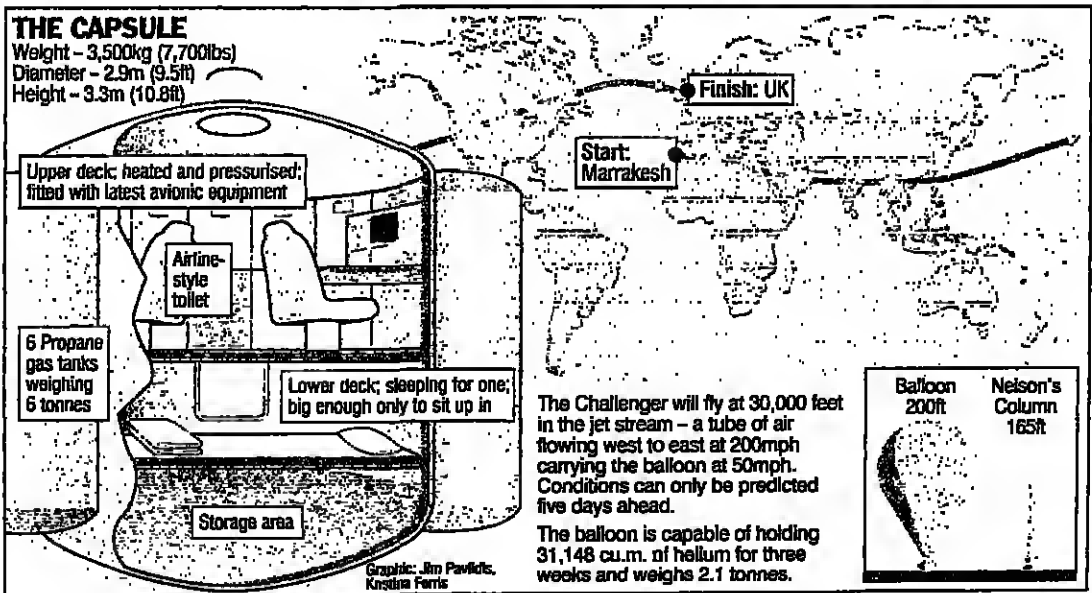 THE CAPSULE
Weight – 3,500kg (7,700lbs)
Diameter – 2.9m (9.5ft)
Height – 3.3m (10.8ft)
Upper deck; heated and pressurised;
fitted with latest avionic equipment
Airline-
style
toilet
6 Propane
gas tanks
weighing
6 tonnes
Lower deck; sleeping for one;
big enough only to sit up in
Storage area
Graphic: Jim Pavlidis,
Kristina Ferris
Finish: UK
Start:
Marrakesh
The Challenger will fly at 30,000 feet
in the jet stream – a tube of air
flowing west to east at 200mph
carrying the balloon at 50mph.
Conditions can only be predicted
five days ahead.
The balloon is capable of holding
31,148 cu.m. of helium for three
weeks and weighs 2.1 tonnes.
Balloon
200ft
Nelson's
Column
165ft